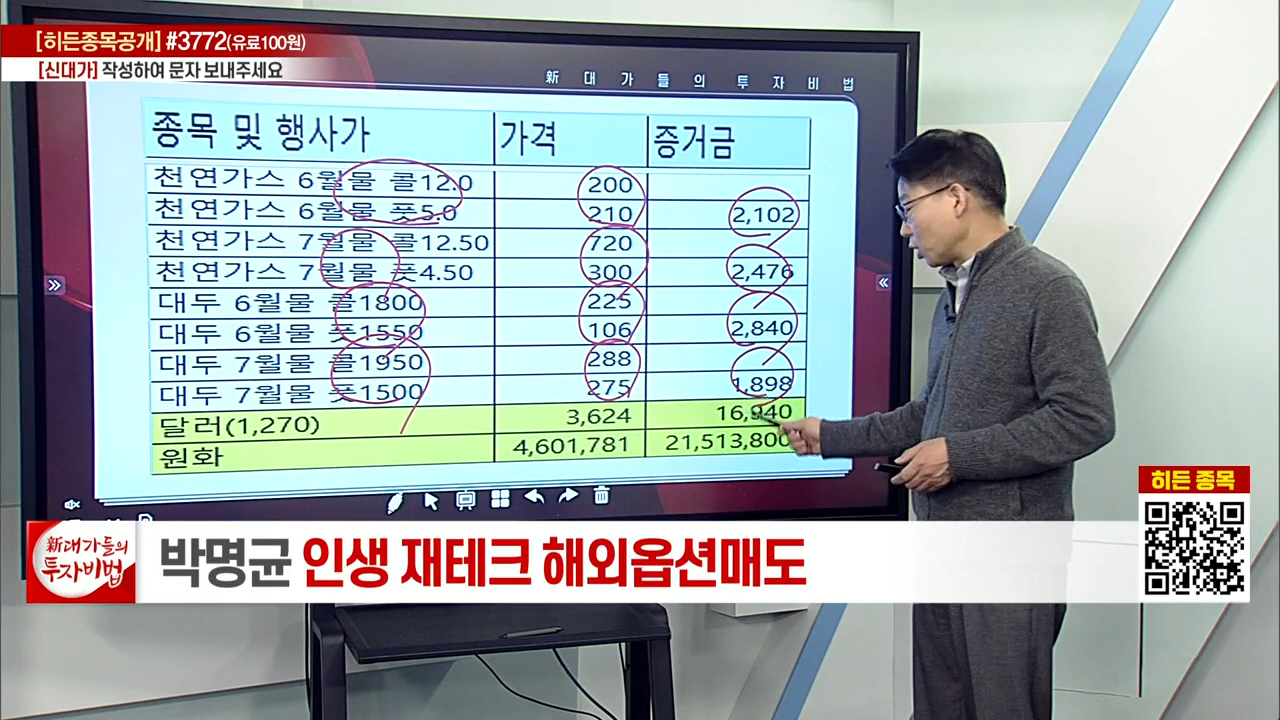 [히든종목공개] #3772(유료100원)
[신대가] 작성하여 문자 보내주세요
新 대 가 들 의 투 자 비 법
종목 및 행사가 가격 증거금
천연가스 6월물 콜12.0 200
천연가스 6월물 풋5.0 210 2,102
천연가스 7월물 콜12.50 720
천연가스 7월물 풋4.50 300 2,476
대두 6월물 콜1800 225
대두 6월물 풋1550 106 2,840
대두 7월물 콜1950 288
대두 7월물 풋1500 275 1,898
달러(1,270) 3,624 16,940
원화 4,601,781 21,513,800
히든 종목
新대가들의
투자비법
박명균 인생 재테크 해외옵션매도